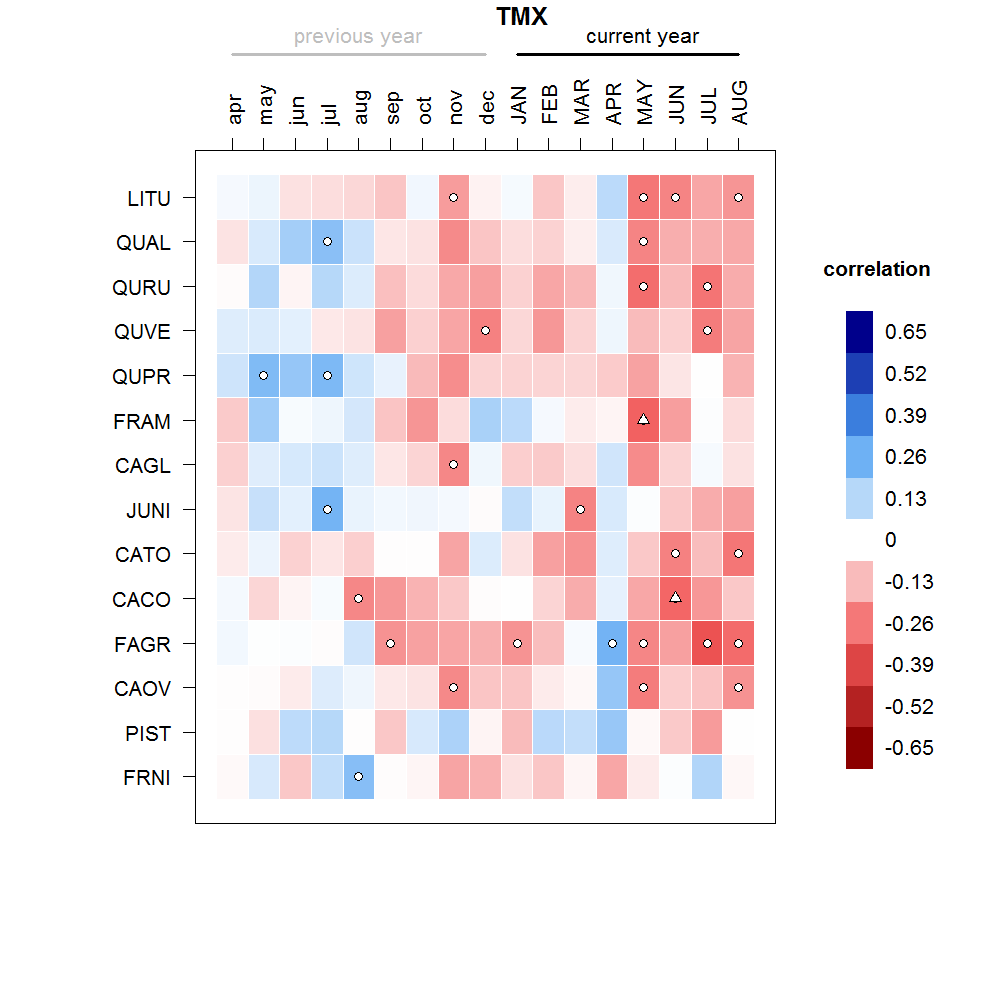 TMX
previous year current year
apr may jun jul aug sep oct nov dec JAN FEB MAR APR MAY JUN JUL AUG
LITU
QUAL
QURU
QUVE
QUPR
FRAM
CAGL
JUNI
CATO
CACO
FAGR
CAOV
PIST
FRNI
correlation
0.65
0.52
0.39
0.26
0.13
0
-0.13
-0.26
-0.39
-0.52
-0.65